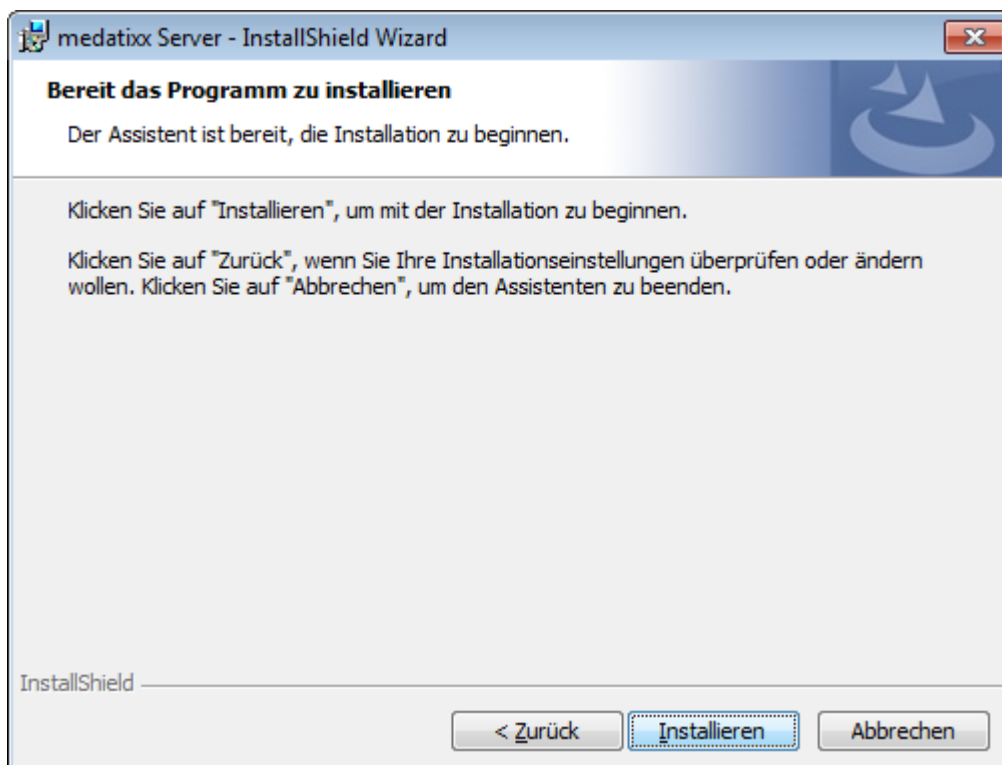 medatixx Server - InstallShield Wizard
Bereit das Programm zu installieren
Der Assistent ist bereit, die Installation zu beginnen.
Klicken Sie auf "Installieren", um mit der Installation zu beginnen.
Klicken Sie auf "Zurück", wenn Sie Ihre Installationseinstellungen überprüfen oder ändern
wollen. Klicken Sie auf "Abbrechen", um den Assistenten zu beenden.
InstallShield
< Zurück Installieren Abbrechen